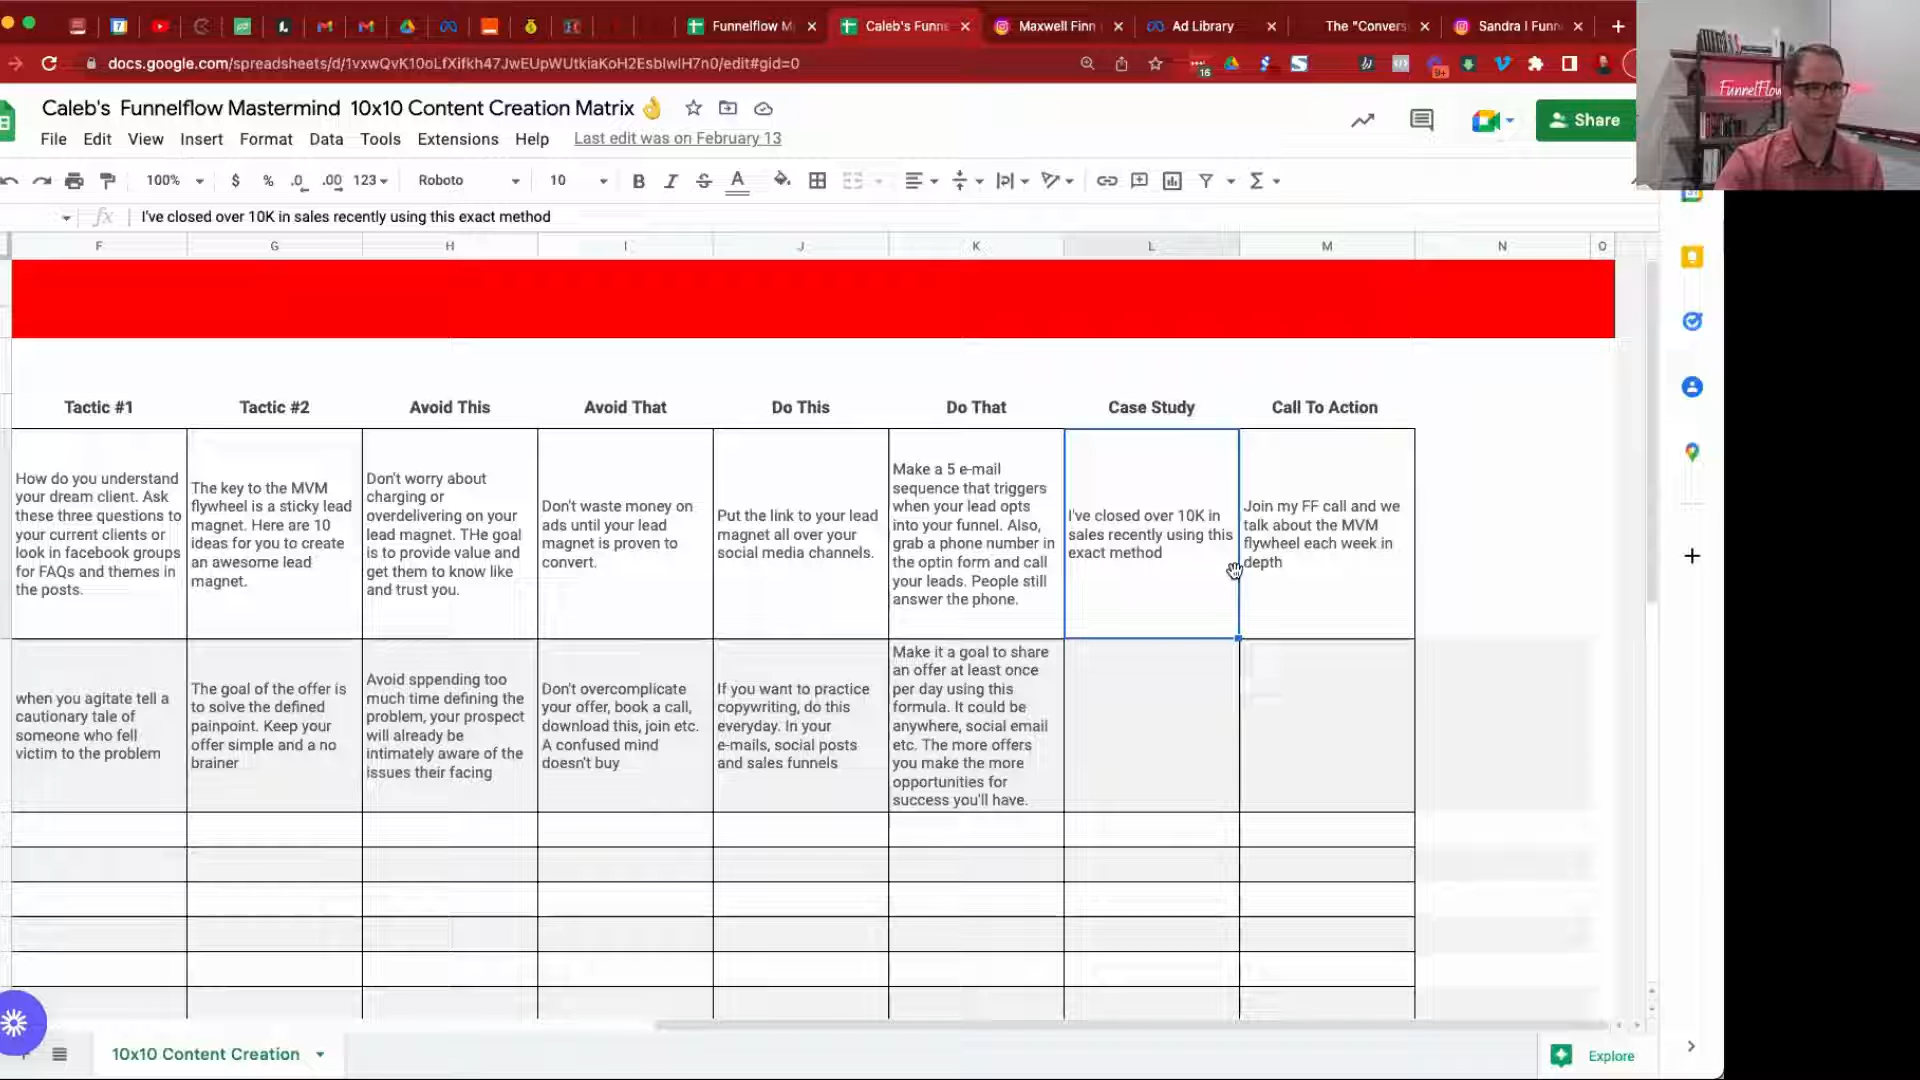 Funnelflow M
Caleb's Funne
Maxwell Finn
Ad Library
The "Convers
Sandra I Funn
docs.google.com/spreadsheets/d/1vxwQvK10oLfXifkh47JwEUpWUtkiaKoH2EsblwlH7n0/edit#gid=0
16
9+
FunnelFlow
Caleb's Funnelflow Mastermind 10x10 Content Creation Matrix 👌
File Edit View Insert Format Data Tools Extensions Help Last edit was on February 13
Share
100% $ % .0 .00 123 Roboto 10 B I S A
fx I've closed over 10K in sales recently using this exact method
F G H I J K L M N O
Tactic #1
Tactic #2
Avoid This
Avoid That
Do This
Do That
Case Study
Call To Action
How do you understand
your dream client. Ask
these three questions to
your current clients or
look in facebook groups
for FAQs and themes in
the posts.
The key to the MVM
flywheel is a sticky lead
magnet. Here are 10
ideas for you to create
an awesome lead
magnet.
Don't worry about
charging or
overdelivering on your
lead magnet. THe goal
is to provide value and
get them to know like
and trust you.
Don't waste money on
ads until your lead
magnet is proven to
convert.
Put the link to your lead
magnet all over your
social media channels.
Make a 5 e-mail
sequence that triggers
when your lead opts
into your funnel. Also,
grab a phone number in
the optin form and call
your leads. People still
answer the phone.
I've closed over 10K in
sales recently using this
exact method
Join my FF call and we
talk about the MVM
flywheel each week in
depth
when you agitate tell a
cautionary tale of
someone who fell
victim to the problem
The goal of the offer is
to solve the defined
painpoint. Keep your
offer simple and a no
brainer
Avoid sppending too
much time defining the
problem, your prospect
will already be
intimately aware of the
issues their facing
Don't overcomplicate
your offer, book a call,
download this, join etc.
A confused mind
doesn't buy
If you want to practice
copywriting, do this
everyday. In your
e-mails, social posts
and sales funnels
Make it a goal to share
an offer at least once
per day using this
formula. It could be
anywhere, social email
etc. The more offers
you make the more
opportunities for
success you'll have.
10x10 Content Creation
Explore